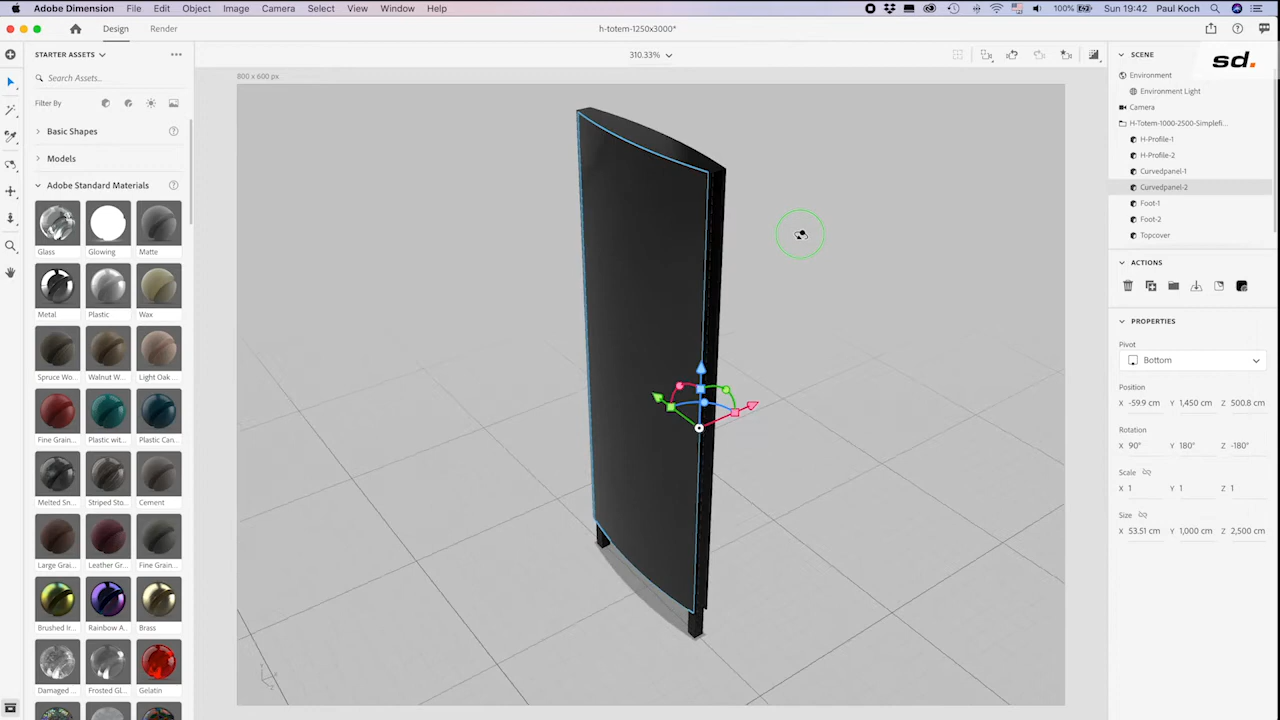 Adobe Dimension File Edit Object Image Camera Select View Window Help 100% Sun 19:42 Paul Koch
Design Render h-totem-1250x3000*
STARTER ASSETS
310.33%
SCENE
sd.
800 x 600 px
Search Assets...
Environment
Environment Light
Filter By
Camera
H-Totem-1000-2500-Simplefi...
Basic Shapes
H-Profile-1
Models
H-Profile-2
Curvedpanel-1
Adobe Standard Materials
Curvedpanel-2
Foot-1
Foot-2
Topcover
Glass Glowing Matte
ACTIONS
Metal Plastic Wax
PROPERTIES
Pivot
Bottom
Spruce Wo... Walnut W... Light Oak ...
Position
X -59.9 cm Y 1,450 cm Z 500.8 cm
Rotation
Fine Grain... Plastic wit... Plastic Can...
X 90° Y 180° Z -180°
Scale
X 1 Y 1 Z 1
Melted Sn... Striped Sto... Cement
Size
X 53.51 cm Y 1,000 cm Z 2,500 cm
Large Grai... Leather Gr... Fine Grain...
Brushed Ir... Rainbow A... Brass
Damaged ... Frosted Gl... Gelatin